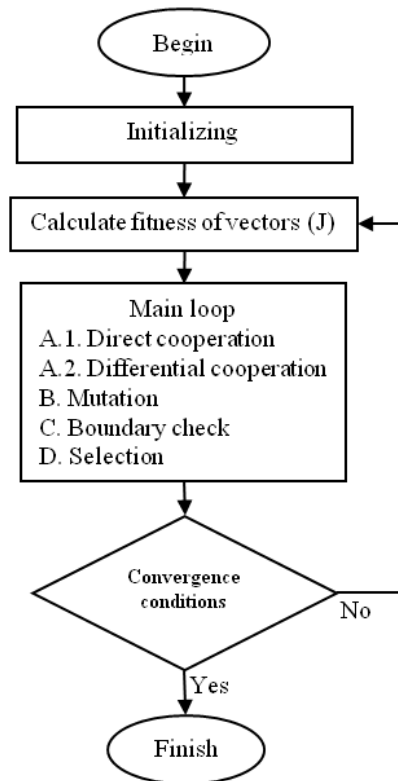 Begin
Initializing
Calculate fitness of vectors (J)
Main loop
A.1. Direct cooperation
A.2. Differential cooperation
B. Mutation
C. Boundary check
D. Selection
Convergence
conditions
No
Yes
Finish